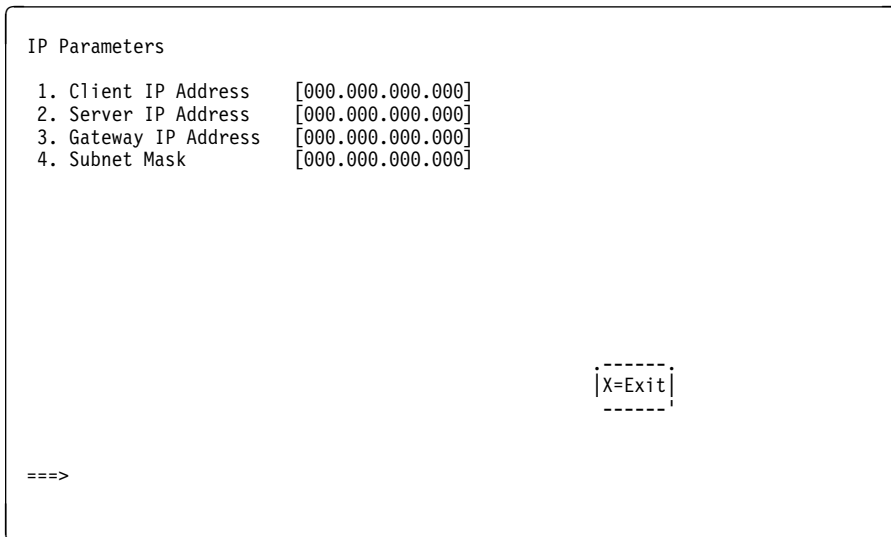 IP Parameters
1. Client IP Address [000.000.000.000]
2. Server IP Address [000.000.000.000]
3. Gateway IP Address [000.000.000.000]
4. Subnet Mask [000.000.000.000]
.------.
|X=Exit|
------'
===>